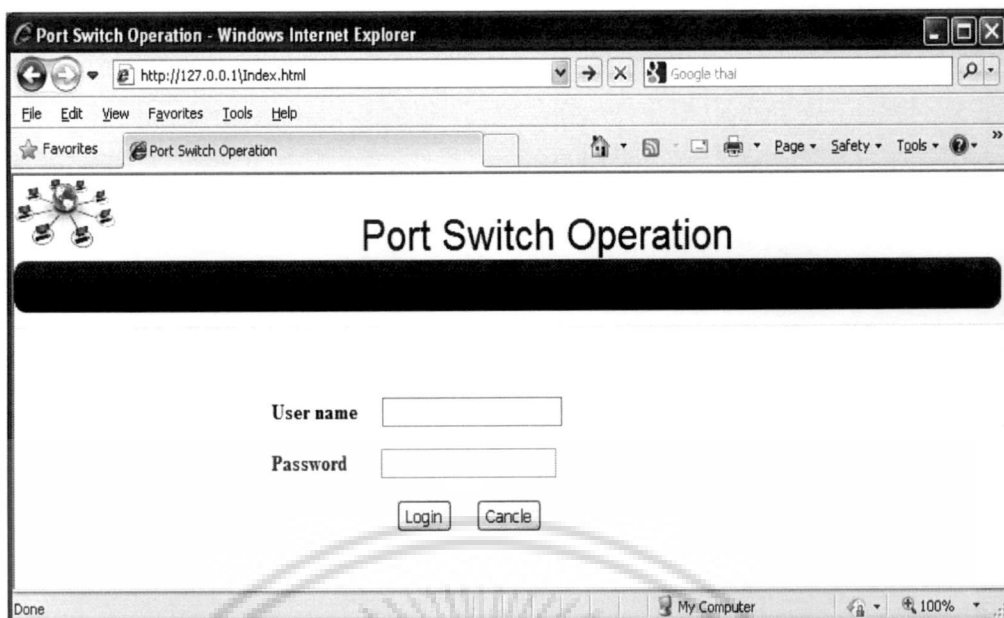 Port Switch Operation - Windows Internet Explorer
http://127.0.0.1\Index.html
Google thai
File Edit View Favorites Tools Help
Favorites Port Switch Operation Page Safety Tools
Port Switch Operation
User name
Password
Login Cancle
Done My Computer 100%